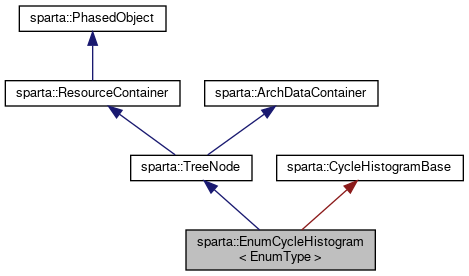 sparta::PhasedObject
sparta::ResourceContainer
sparta::ArchDataContainer
sparta::TreeNode
sparta::CycleHistogramBase
sparta::EnumCycleHistogram
< EnumType >